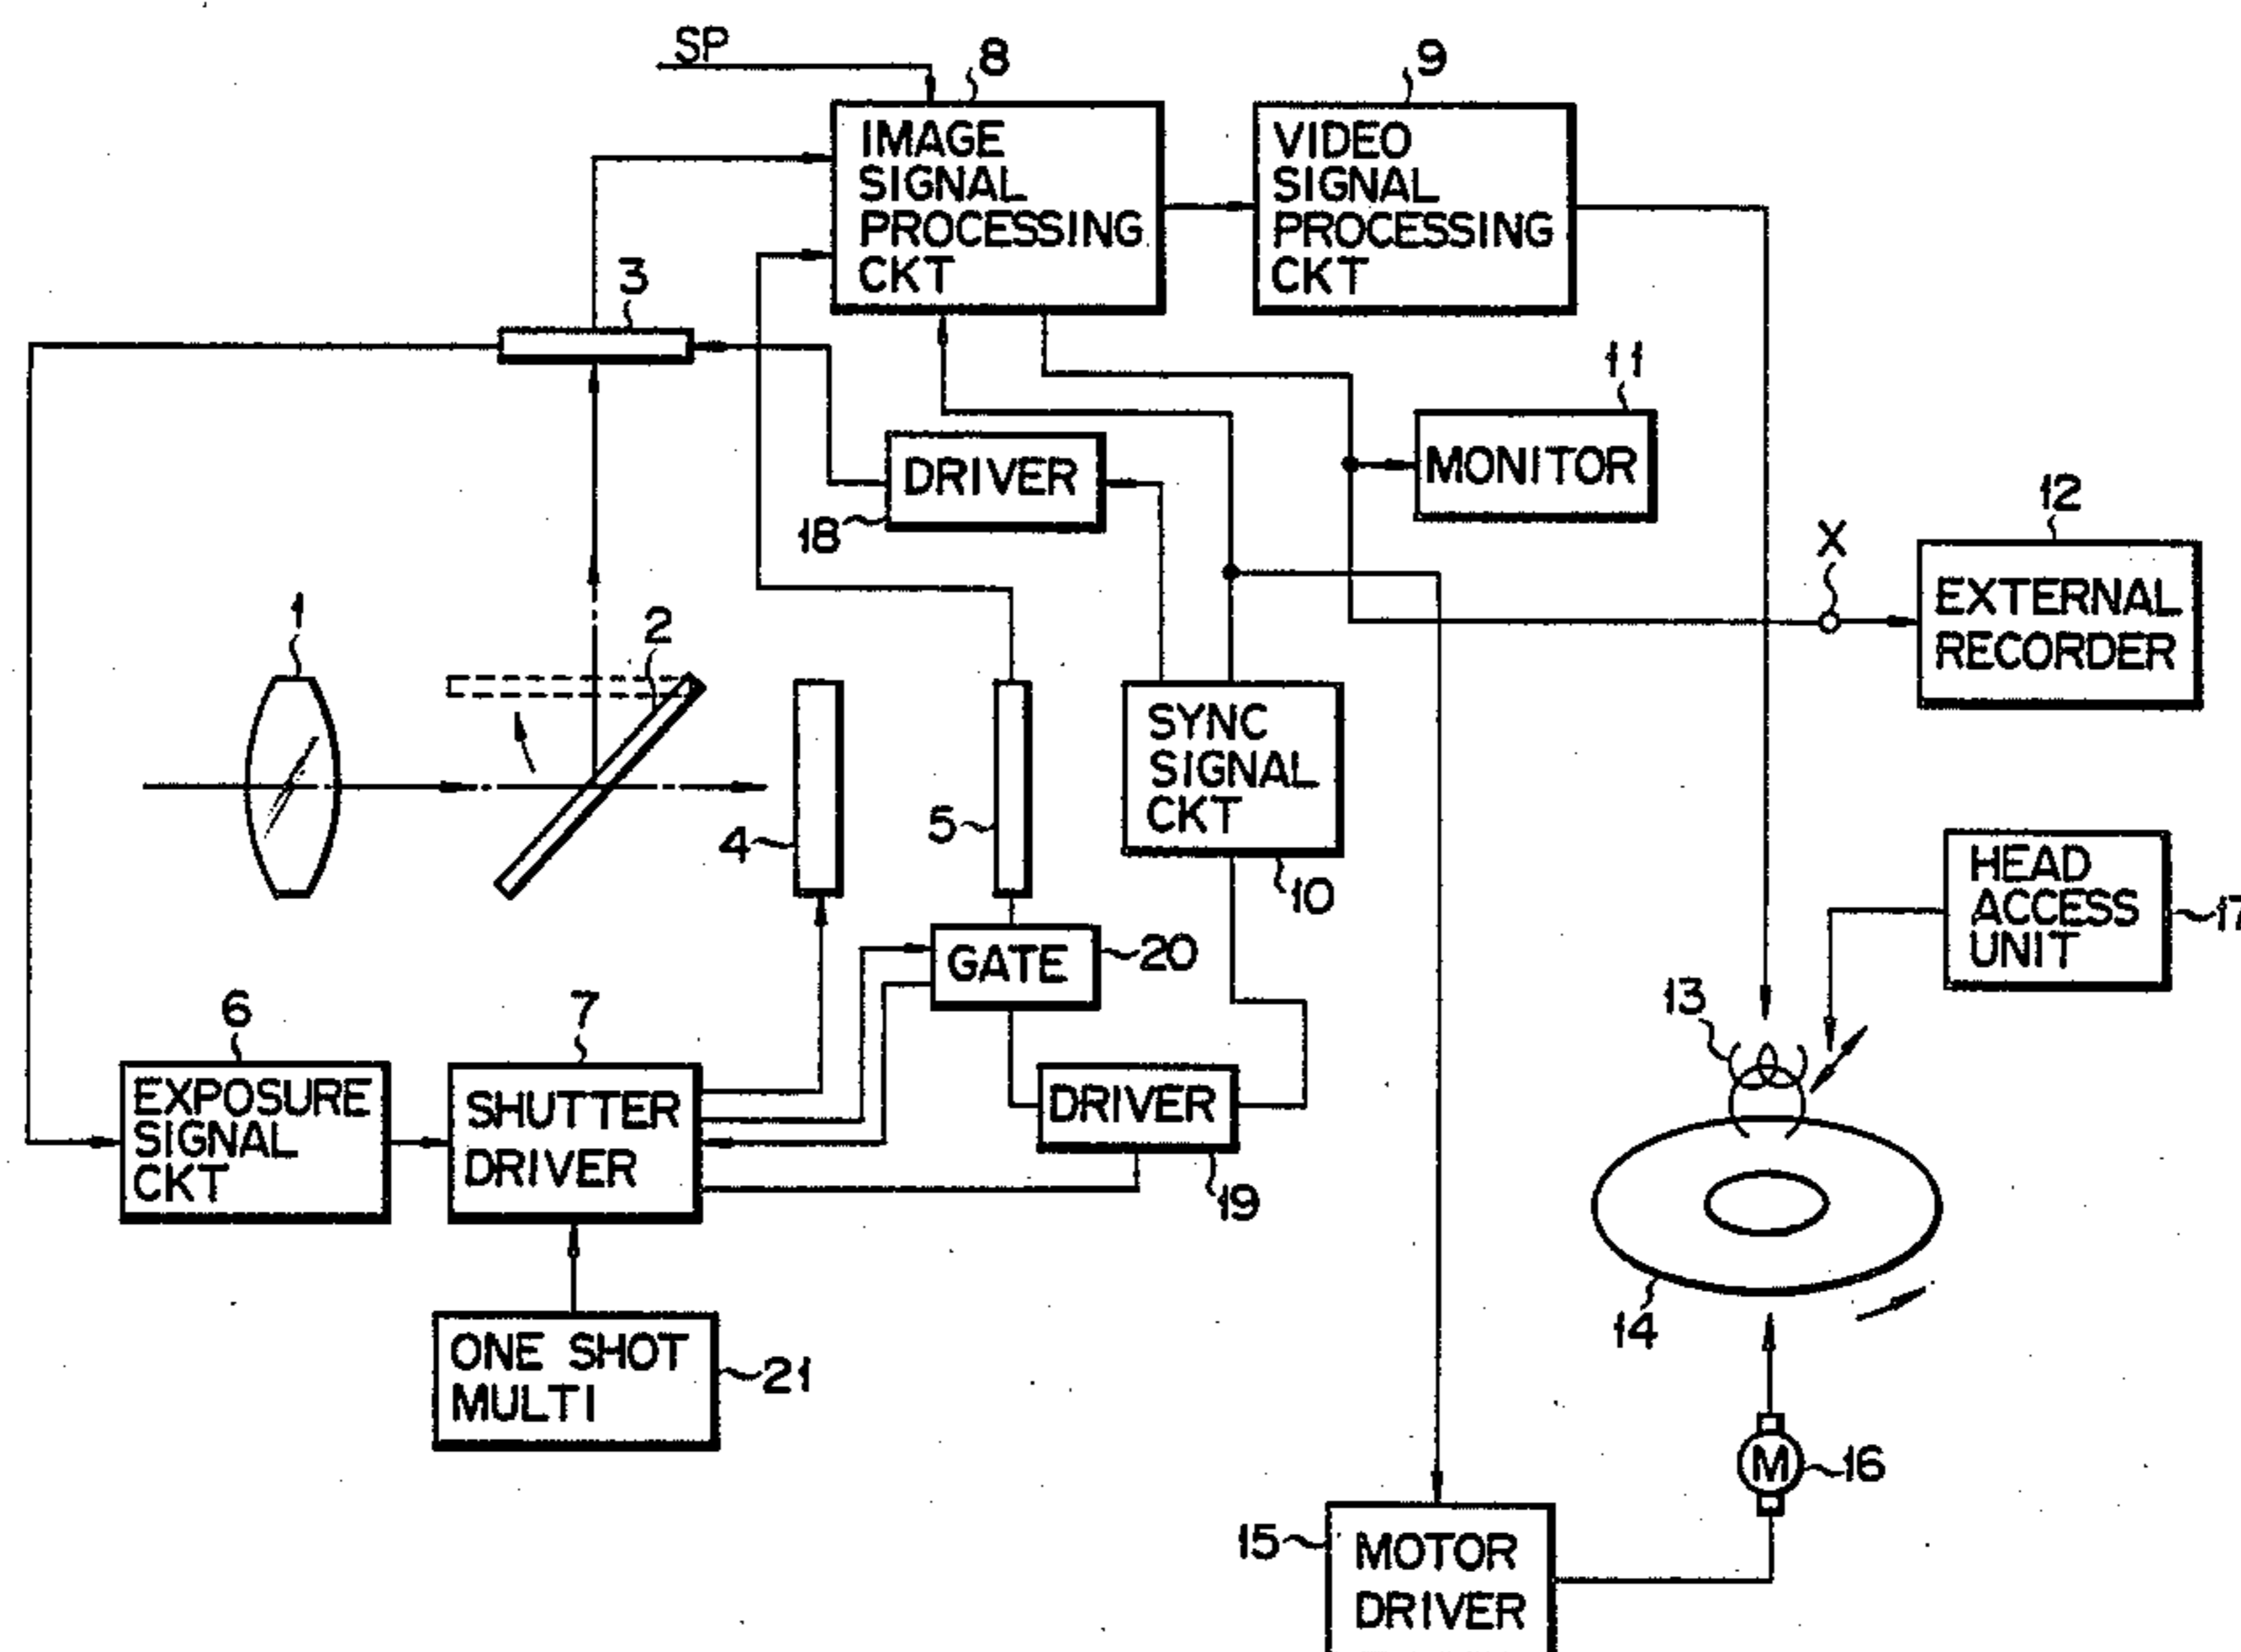 SP
8
IMAGE
SIGNAL
PROCESSING
CKT
9
VIDEO
SIGNAL
PROCESSING
CKT
3
11
MONITOR
DRIVER
18
12
X
EXTERNAL
RECORDER
1
2
4
5
SYNC
SIGNAL
CKT
10
HEAD
ACCESS
UNIT
17
GATE
20
13
6
EXPOSURE
SIGNAL
CKT
7
SHUTTER
DRIVER
DRIVER
19
14
ONE SHOT
MULTI
21
M
16
15
MOTOR
DRIVER